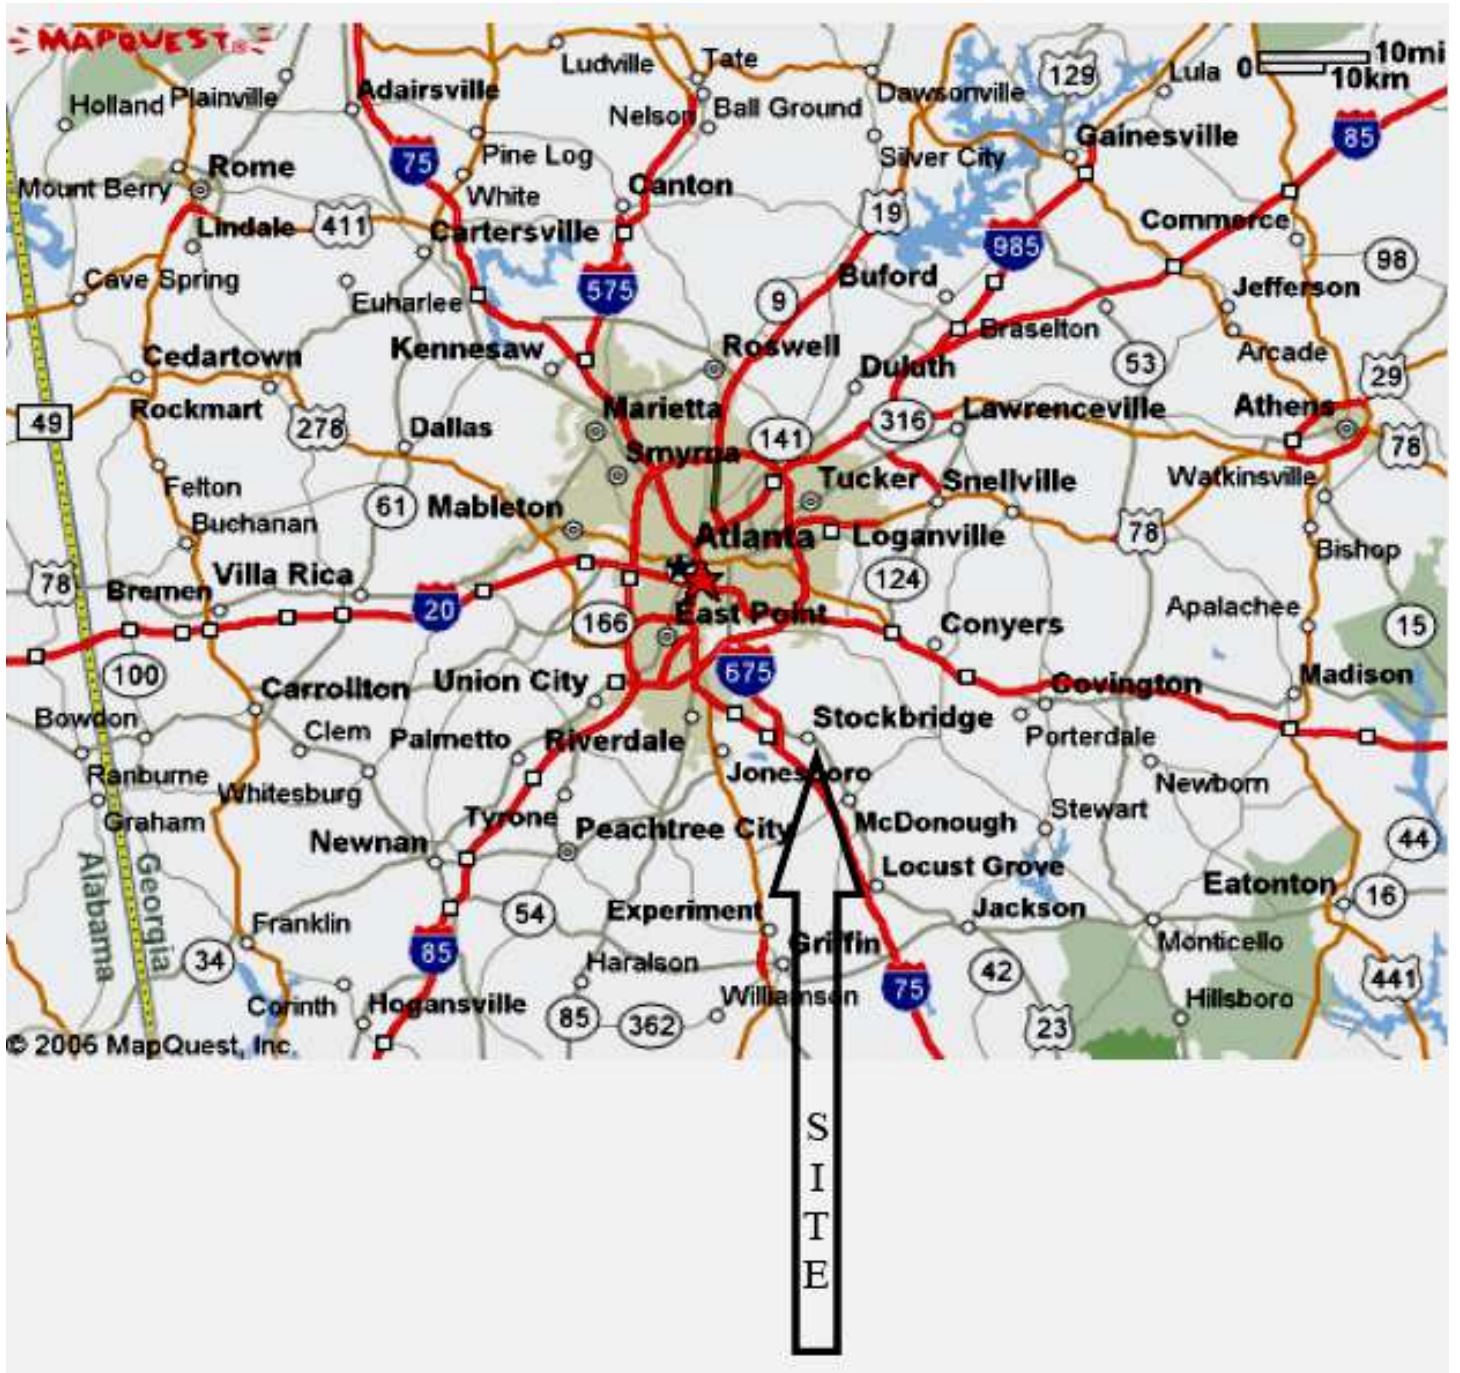 MAPQUEST®
0 10mi
10km
Ludville
Tate
129
Lula
Adairsville
Holland
Plainville
Nelson
Ball Ground
Dawsonville
Gainesville
85
75
Pine Log
Silver City
Rome
Mount Berry
White
Canton
19
Commerce
Lindale
411
Cartersville
985
98
Cave Spring
Euharlee
575
9
Buford
Jefferson
Braselton
Cedartown
Kennesaw
Roswell
Duluth
53
Arcade
29
49
Rockmart
278
Dallas
Marietta
141
316
Lawrenceville
Athens
78
Smyrna
Felton
61
Mableton
Tucker
Snellville
Watkinsville
Buchanan
Atlanta
Loganville
78
Bishop
78
Bremen
Villa Rica
20
124
Apalachee
166
East Point
Conyers
15
100
Union City
675
Madison
Carrollton
Covington
Bowdon
Clem
Palmetto
Riverdale
Stockbridge
Porterdale
Ranburne
Whitesburg
Jonesboro
Newborn
Graham
Tyrone
Peachtree City
McDonough
Stewart
44
Newnan
Locust Grove
Eatonton
16
Alabama
Georgia
Franklin
54
Experiment
Jackson
Monticello
34
85
Haralson
Griffin
42
441
Corinth
Hogansville
85
362
Williamson
75
23
Hillsboro
© 2006 MapQuest, Inc.
S
I
T
E